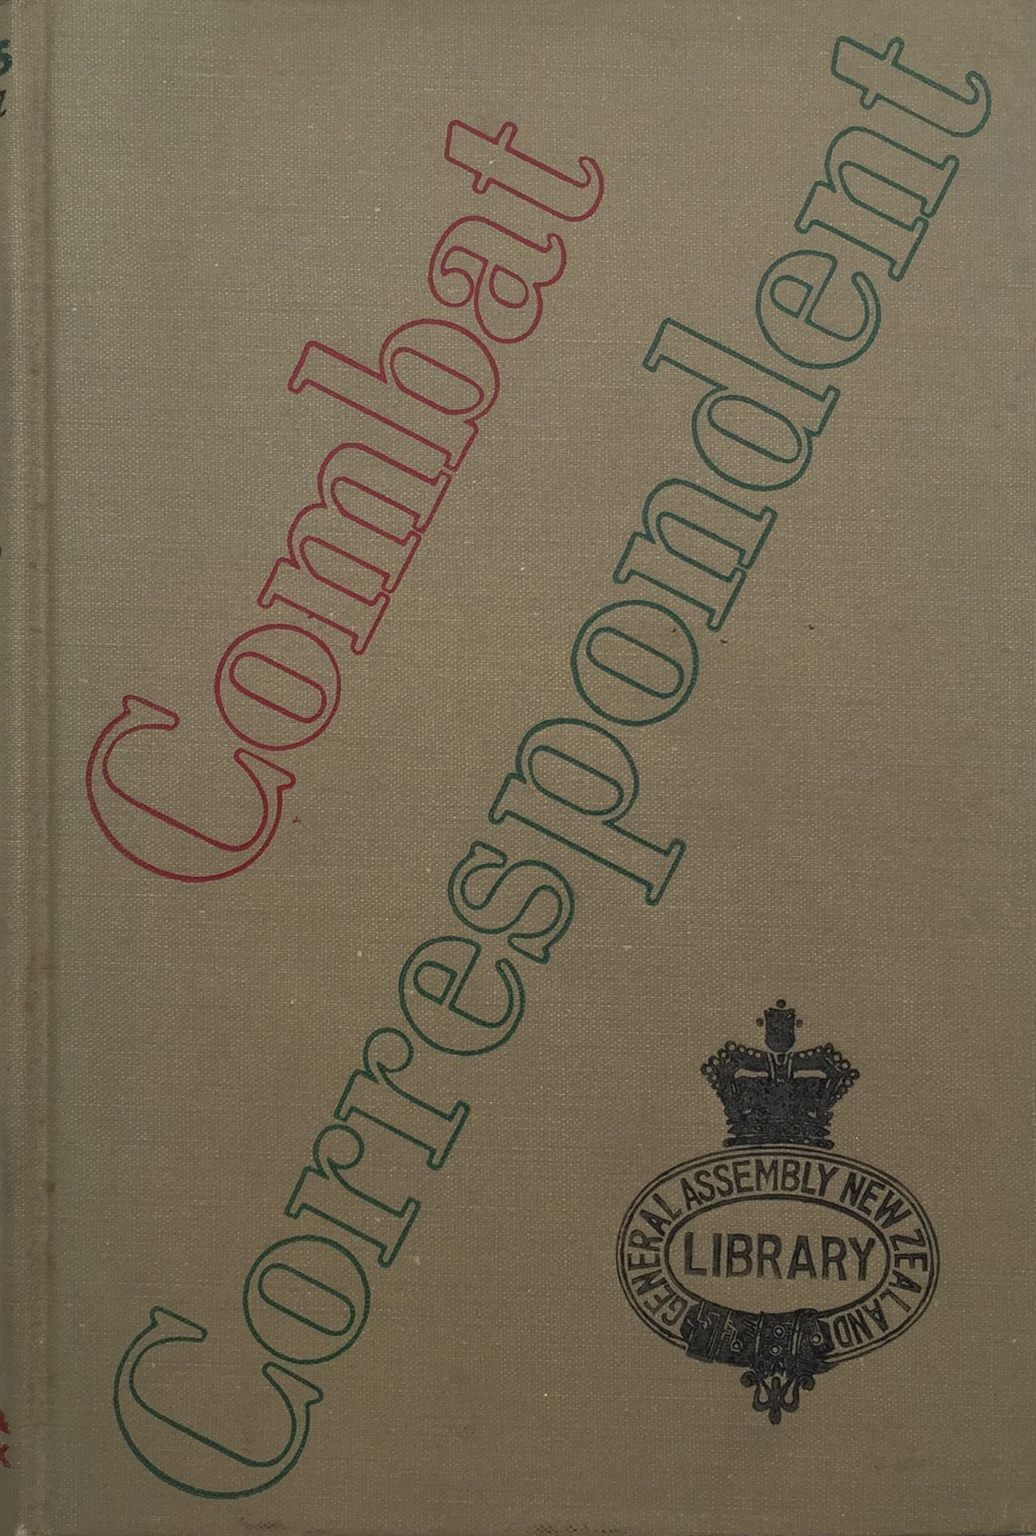 Combat
Correspondent
GENERAL ASSEMBLY NEW ZEALAND
LIBRARY